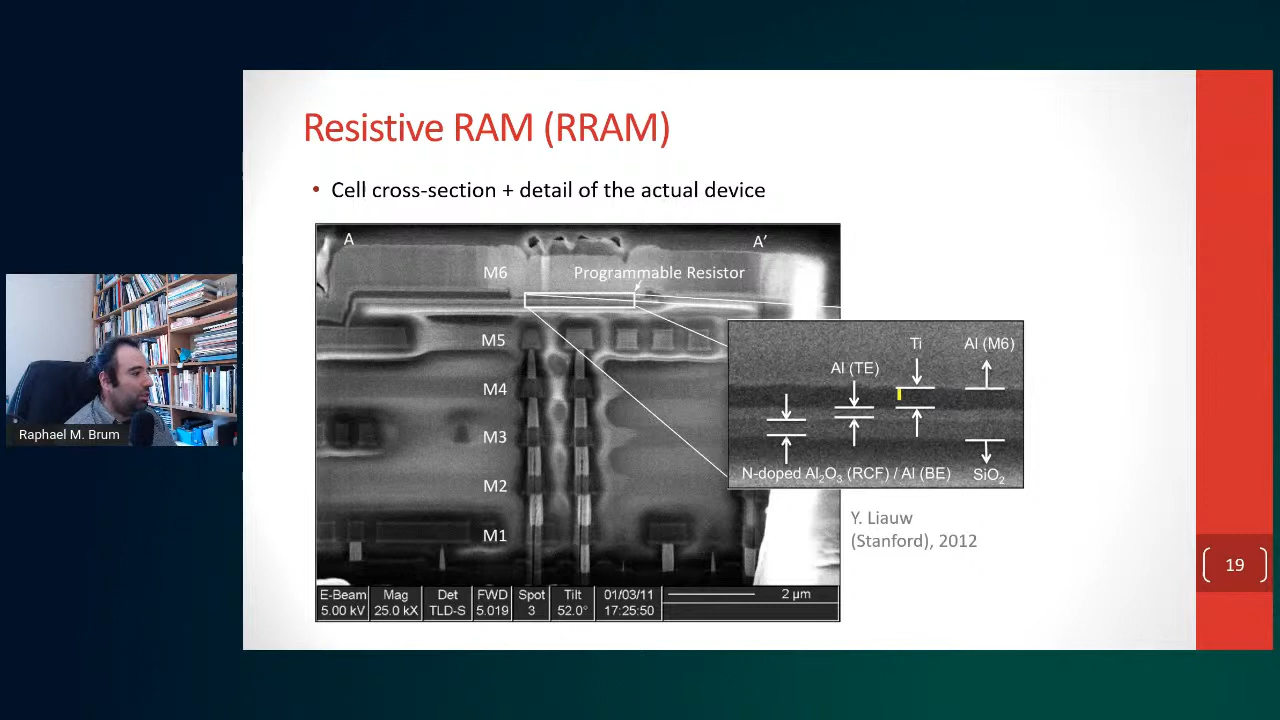 Resistive RAM (RRAM)
• Cell cross-section + detail of the actual device
A
A’
M6
Programmable Resistor
M5
M4
M3
M2
M1
Ti
Al (M6)
Al (TE)
N-doped Al₂O₃ (RCF) / Al (BE)
SiO₂
Y. Liauw
(Stanford), 2012
E-Beam Mag Det FWD Spot Tilt 01/03/11 2 µm
5.00 kV 25.0 kX TLD-S 5.019 3 52.0° 17:25:50
19
Raphael M. Brum